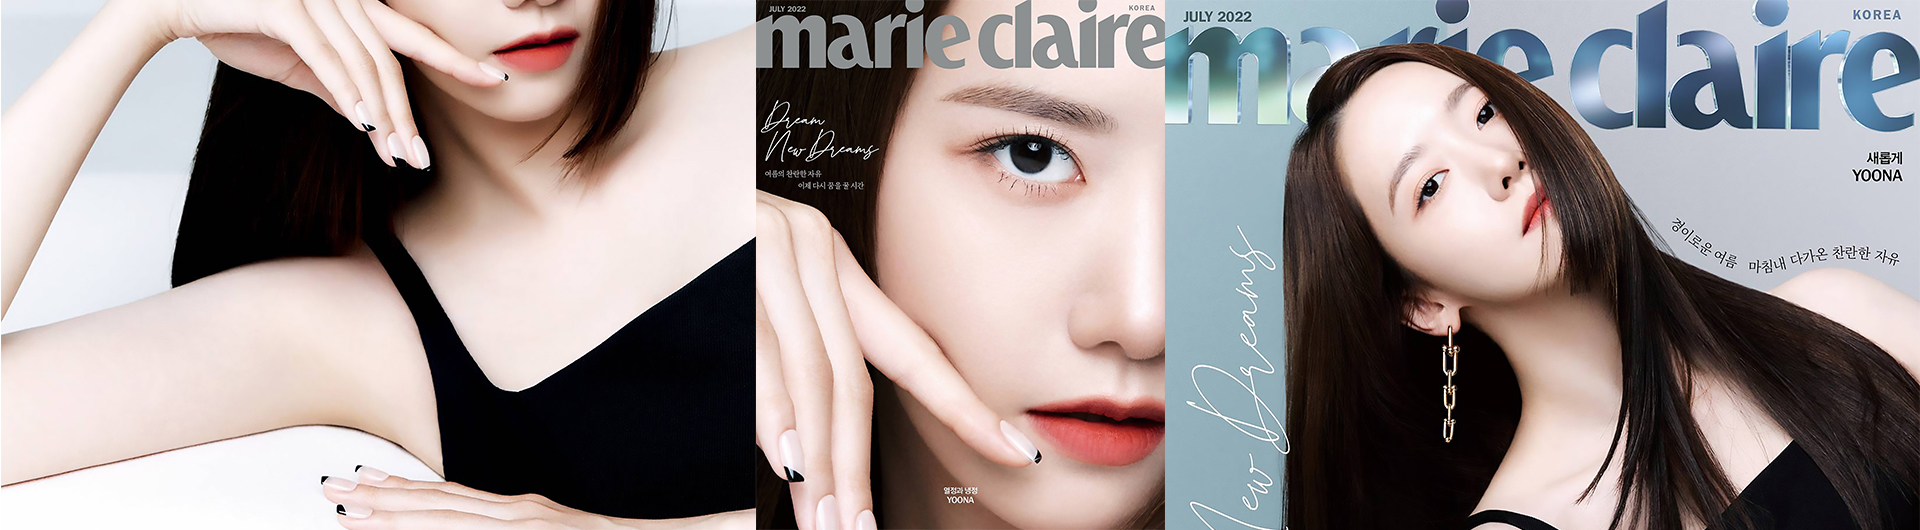 JULY 2022
KOREA
marie claire
Dream
New Dreams
여름의 찬란한 자유
이제 다시 꿈을 꿀 시간
열정과 냉정
YOONA
JULY 2022
KOREA
marie claire
새롭게
YOONA
경이로운 여름 마침내 다가온 찬란한 자유
New Dreams